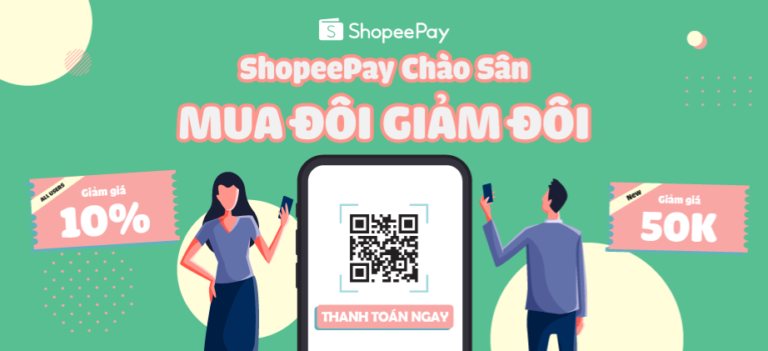 ShopeePay
ShopeePay Chào Sân
MUA ĐÔI GIẢM ĐÔI
ALL USERS
Giảm giá
10%
New
Giảm giá
50K
THANH TOÁN NGAY